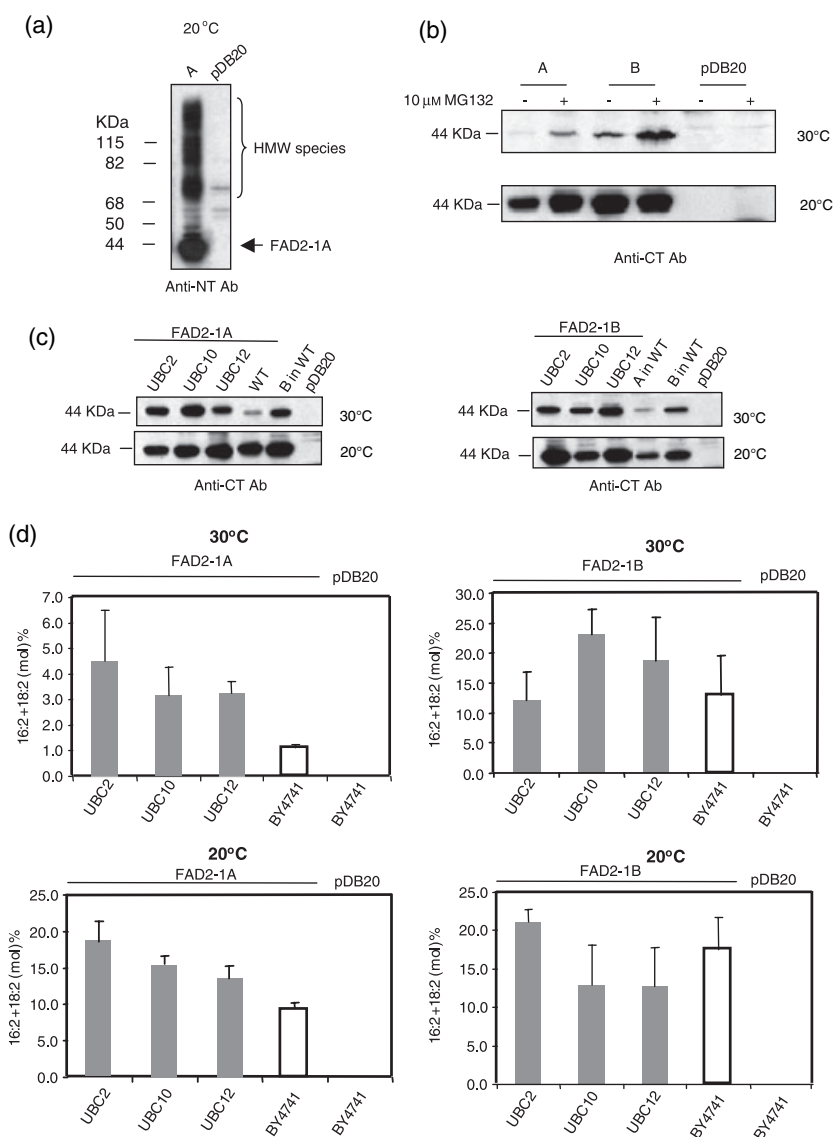 (a)
20°C
A pDB20
KDa
115
82
68
50
44
HMW species
FAD2-1A
Anti-NT Ab
(b)
A B pDB20
10 µM MG132 - + - + - +
44 KDa 30°C
44 KDa 20°C
Anti-CT Ab
(c)
FAD2-1A
UBC2 UBC10 UBC12 WT B in WT pDB20
44 KDa 30°C
44 KDa 20°C
Anti-CT Ab
FAD2-1B
UBC2 UBC10 UBC12 A in WT B in WT pDB20
44 KDa 30°C
44 KDa 20°C
Anti-CT Ab
(d)
30°C
FAD2-1A pDB20
16:2+18:2 (mol)%
7.0
6.0
5.0
4.0
3.0
2.0
1.0
0.0
UBC2 UBC10 UBC12 BY4741 BY4741
30°C
FAD2-1B pDB20
16:2+18:2 (mol)%
30.0
25.0
20.0
15.0
10.0
5.0
0.0
UBC2 UBC10 UBC12 BY4741 BY4741
20°C
FAD2-1A pDB20
16:2+18:2 (mol)%
25.0
20.0
15.0
10.0
5.0
0.0
UBC2 UBC10 UBC12 BY4741 BY4741
20°C
FAD2-1B pDB20
16:2+18:2 (mol)%
25.0
20.0
15.0
10.0
5.0
0.0
UBC2 UBC10 UBC12 BY4741 BY4741